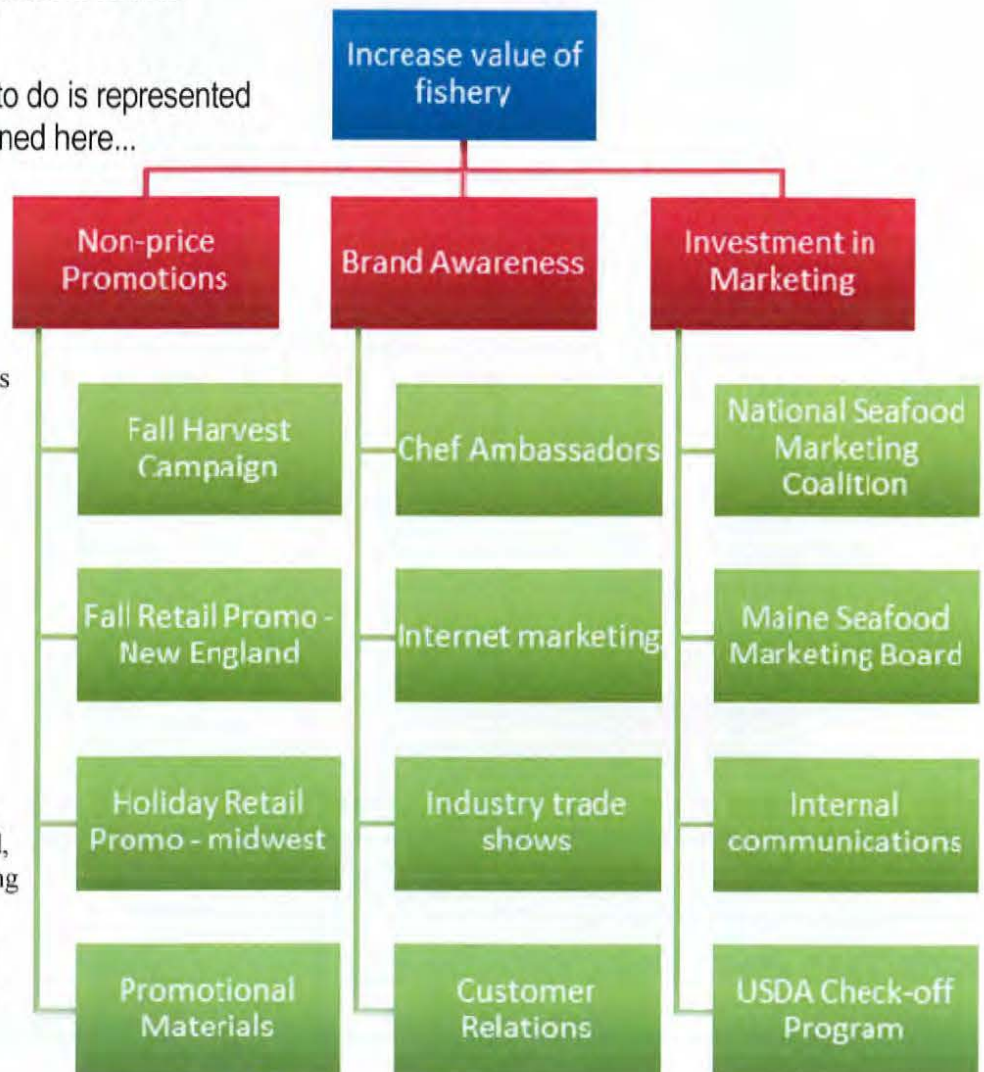 to do is represented
ned here...
Increase value of
fishery
Non-price
Promotions
Brand Awareness
Investment in
Marketing
s
Fall Harvest
Campaign
Chef Ambassadors
National Seafood
Marketing
Coalition
Fall Retail Promo -
New England
Internet marketing
Maine Seafood
Marketing Board
Holiday Retail
Promo - midwest
Industry trade
shows
Internal
communications
l,
ng
Promotional
Materials
Customer
Relations
USDA Check-off
Program